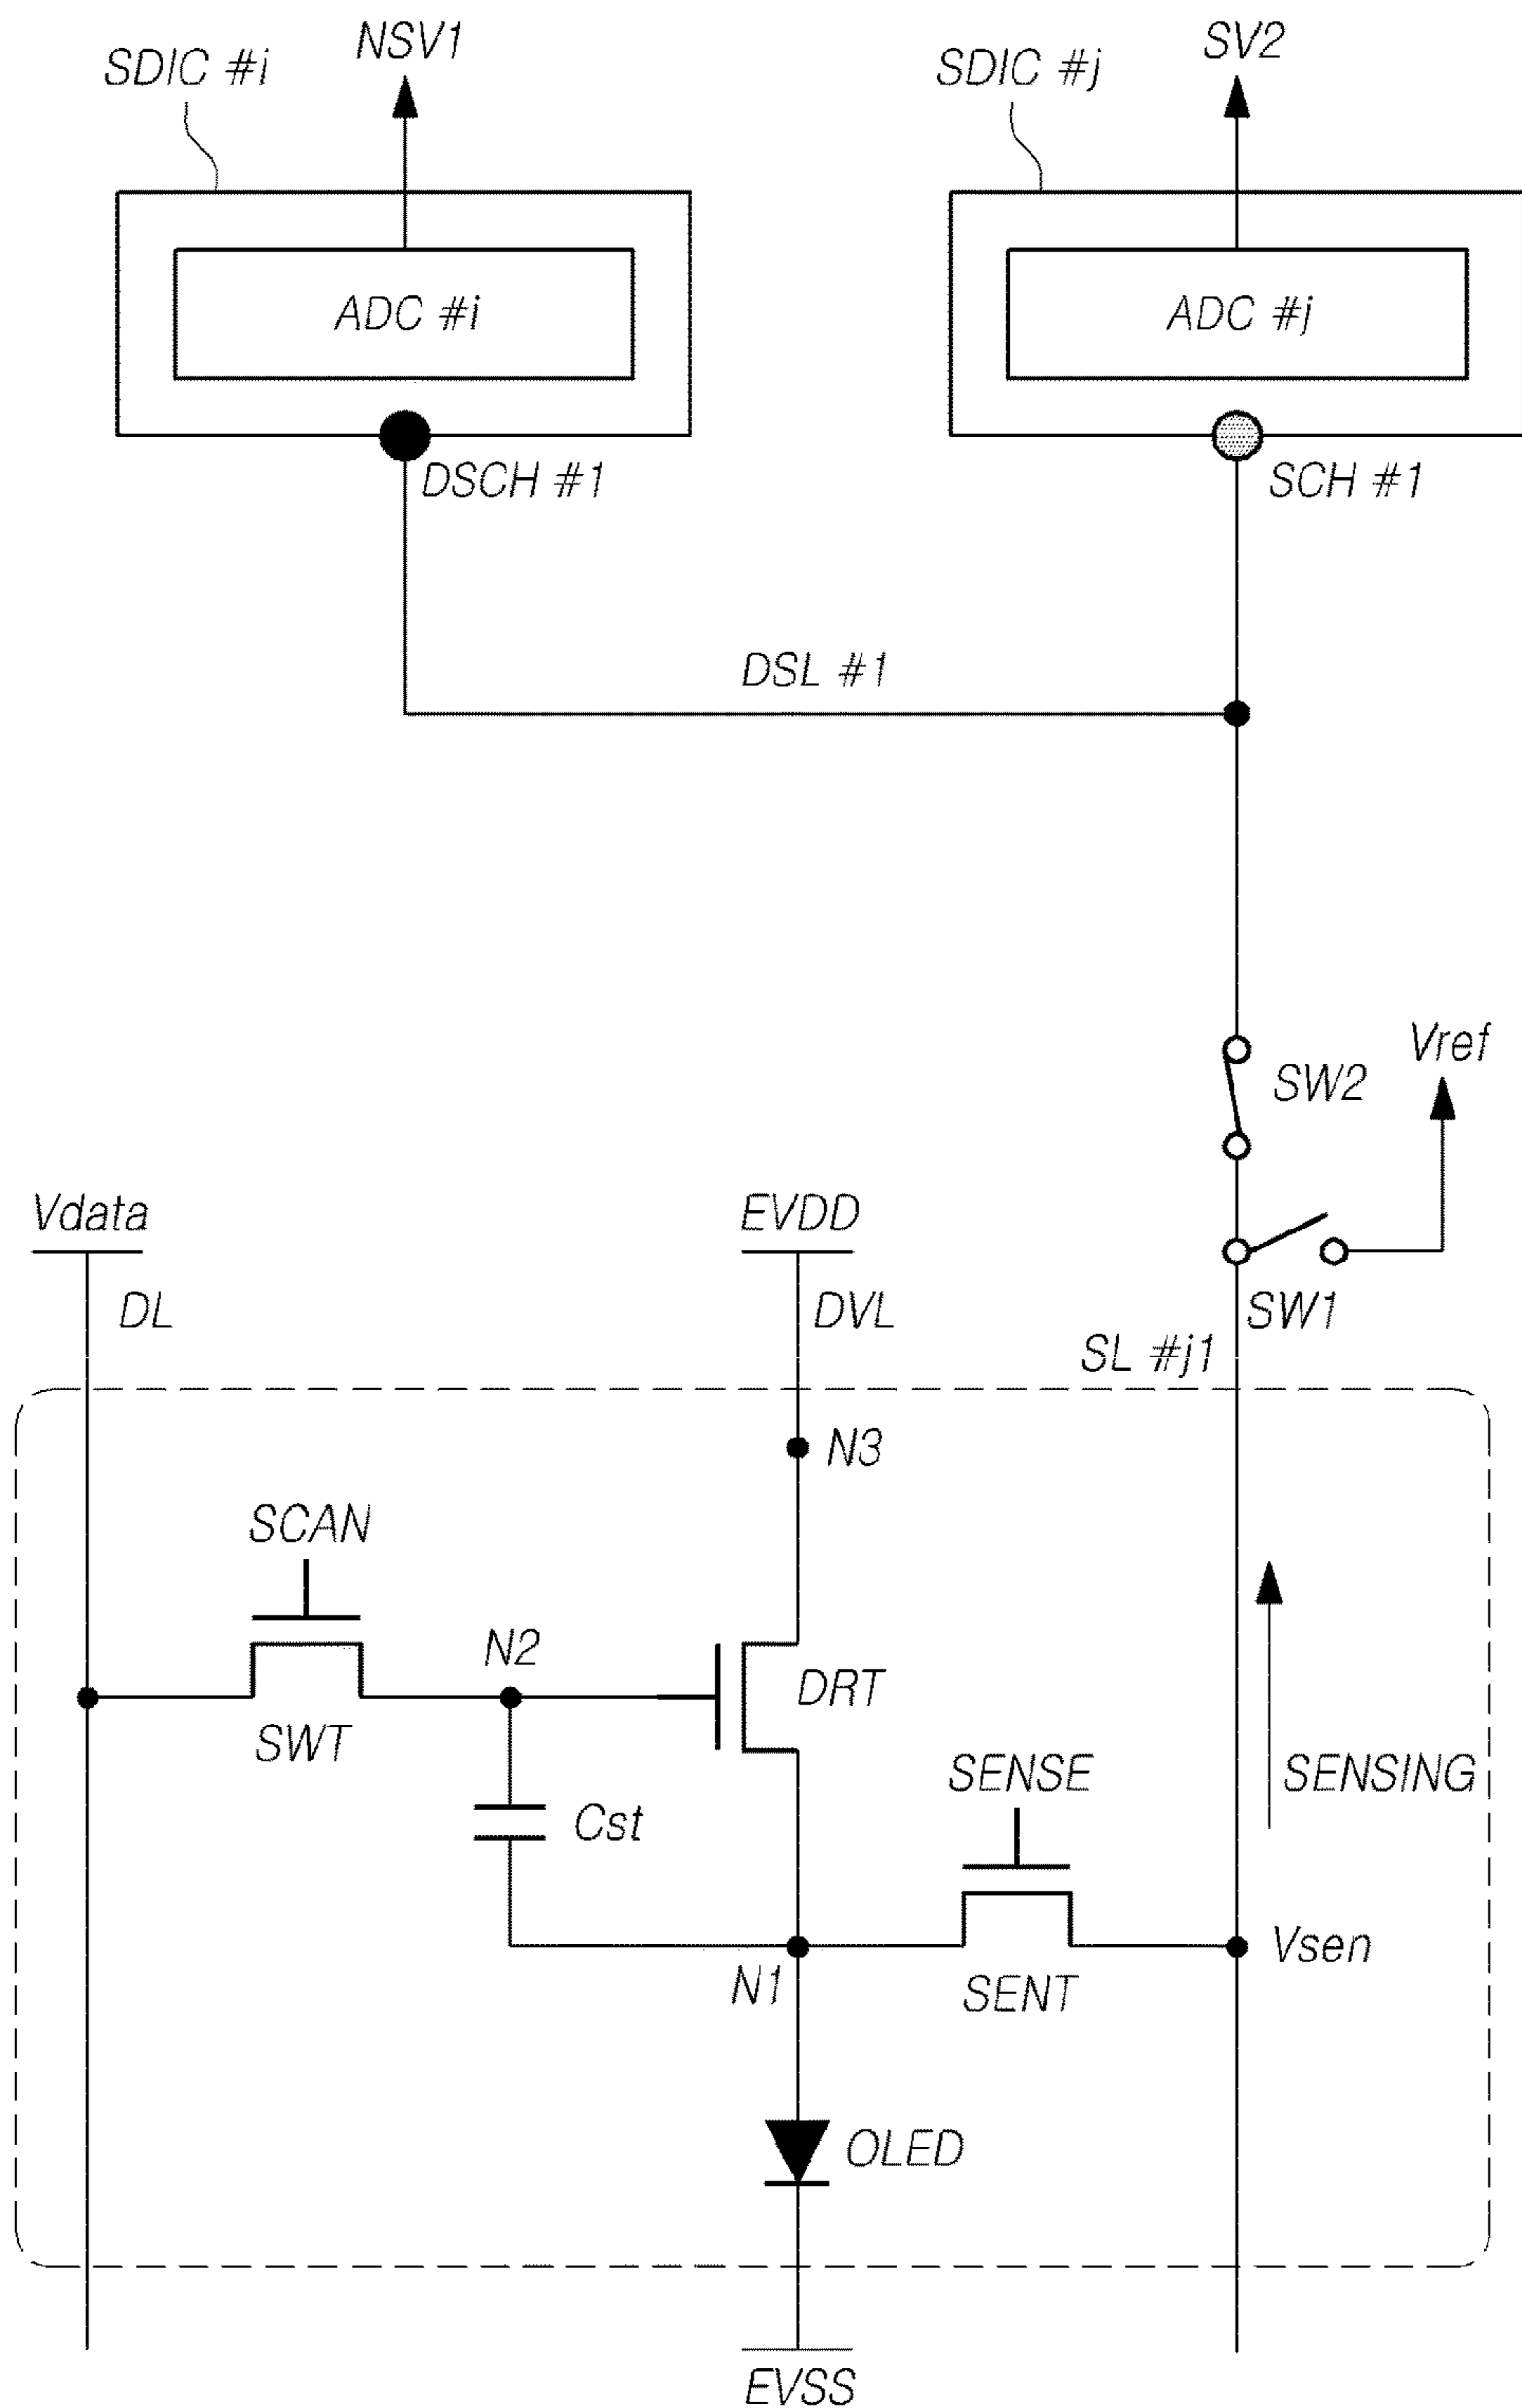 NSV1
SV2
SDIC #i
SDIC #j
ADC #i
ADC #j
DSCH #1
SCH #1
DSL #1
Vref
SW2
Vdata
EVDD
DL
DVL
SW1
SL #j1
N3
SCAN
N2
DRT
SWT
SENSE
SENSING
Cst
Vsen
N1
SENT
OLED
EVSS